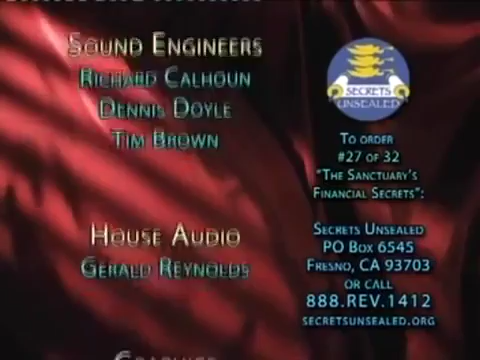 SOUND ENGINEERS
RICHARD CALHOUN
DENNIS DOYLE
TIM BROWN
HOUSE AUDIO
GERALD REYNOLDS
GRAPHICS
SECRETS
UNSEALED
TO ORDER
#27 OF 32
"THE SANCTUARY'S
FINANCIAL SECRETS":
SECRETS UNSEALED
PO BOX 6545
FRESNO, CA 93703
OR CALL
888.REV.1412
SECRETSUNSEALED.ORG